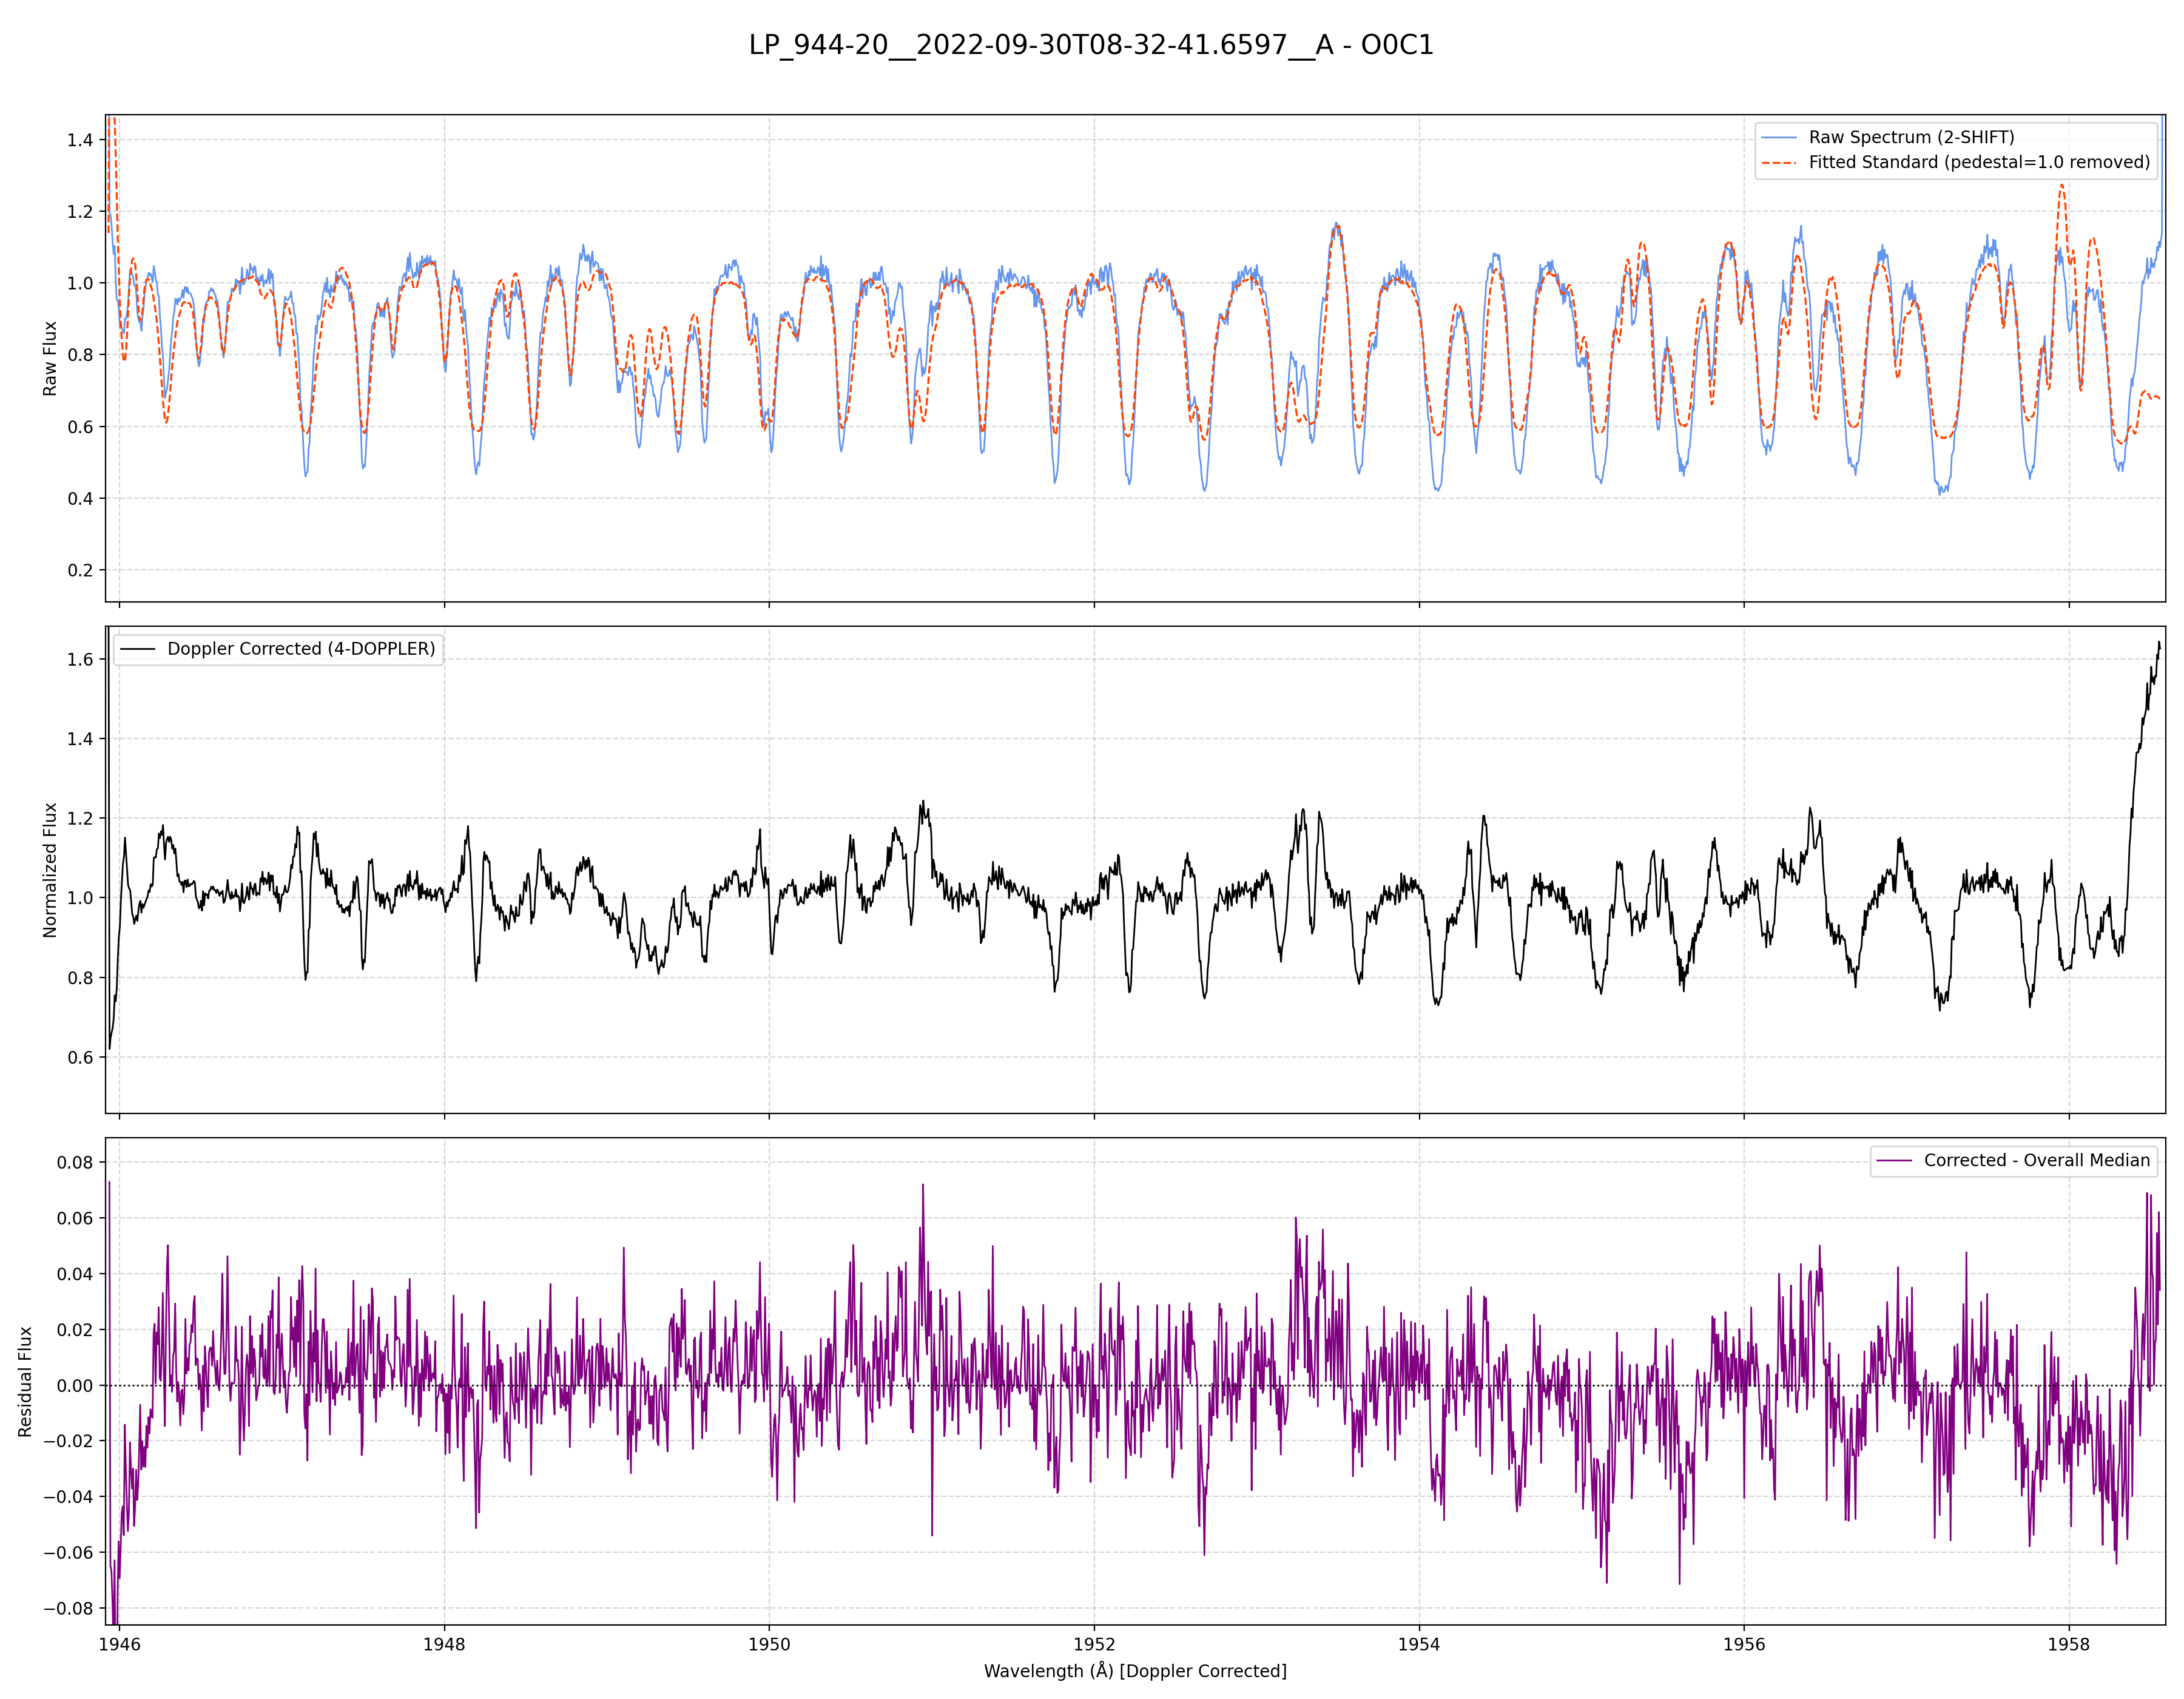 LP_944-20__2022-09-30T08-32-41.6597__A - O0C1
1.4
1.2
1.0
0.8
0.6
0.4
0.2
Raw Flux
Raw Spectrum (2-SHIFT)
Fitted Standard (pedestal=1.0 removed)
1.6
1.4
1.2
1.0
0.8
0.6
Normalized Flux
Doppler Corrected (4-DOPPLER)
0.08
0.06
0.04
0.02
0.00
−0.02
−0.04
−0.06
−0.08
Residual Flux
Corrected - Overall Median
1946 1948 1950 1952 1954 1956 1958
Wavelength (Å) [Doppler Corrected]